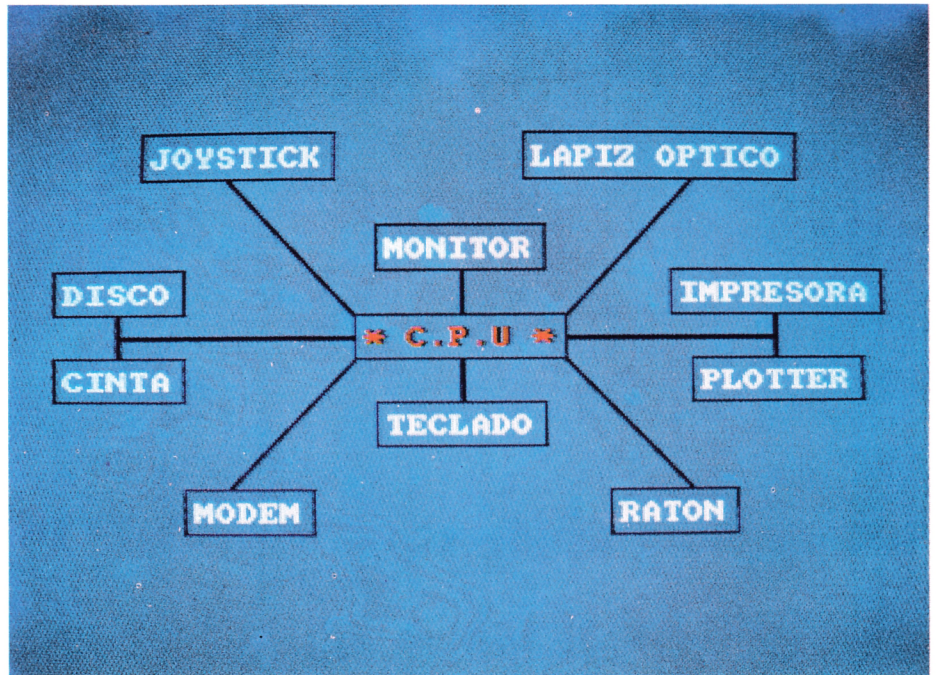 JOYSTICK
LAPIZ OPTICO
MONITOR
DISCO
IMPRESORA
* C.P.U *
CINTA
PLOTTER
TECLADO
MODEM
RATON